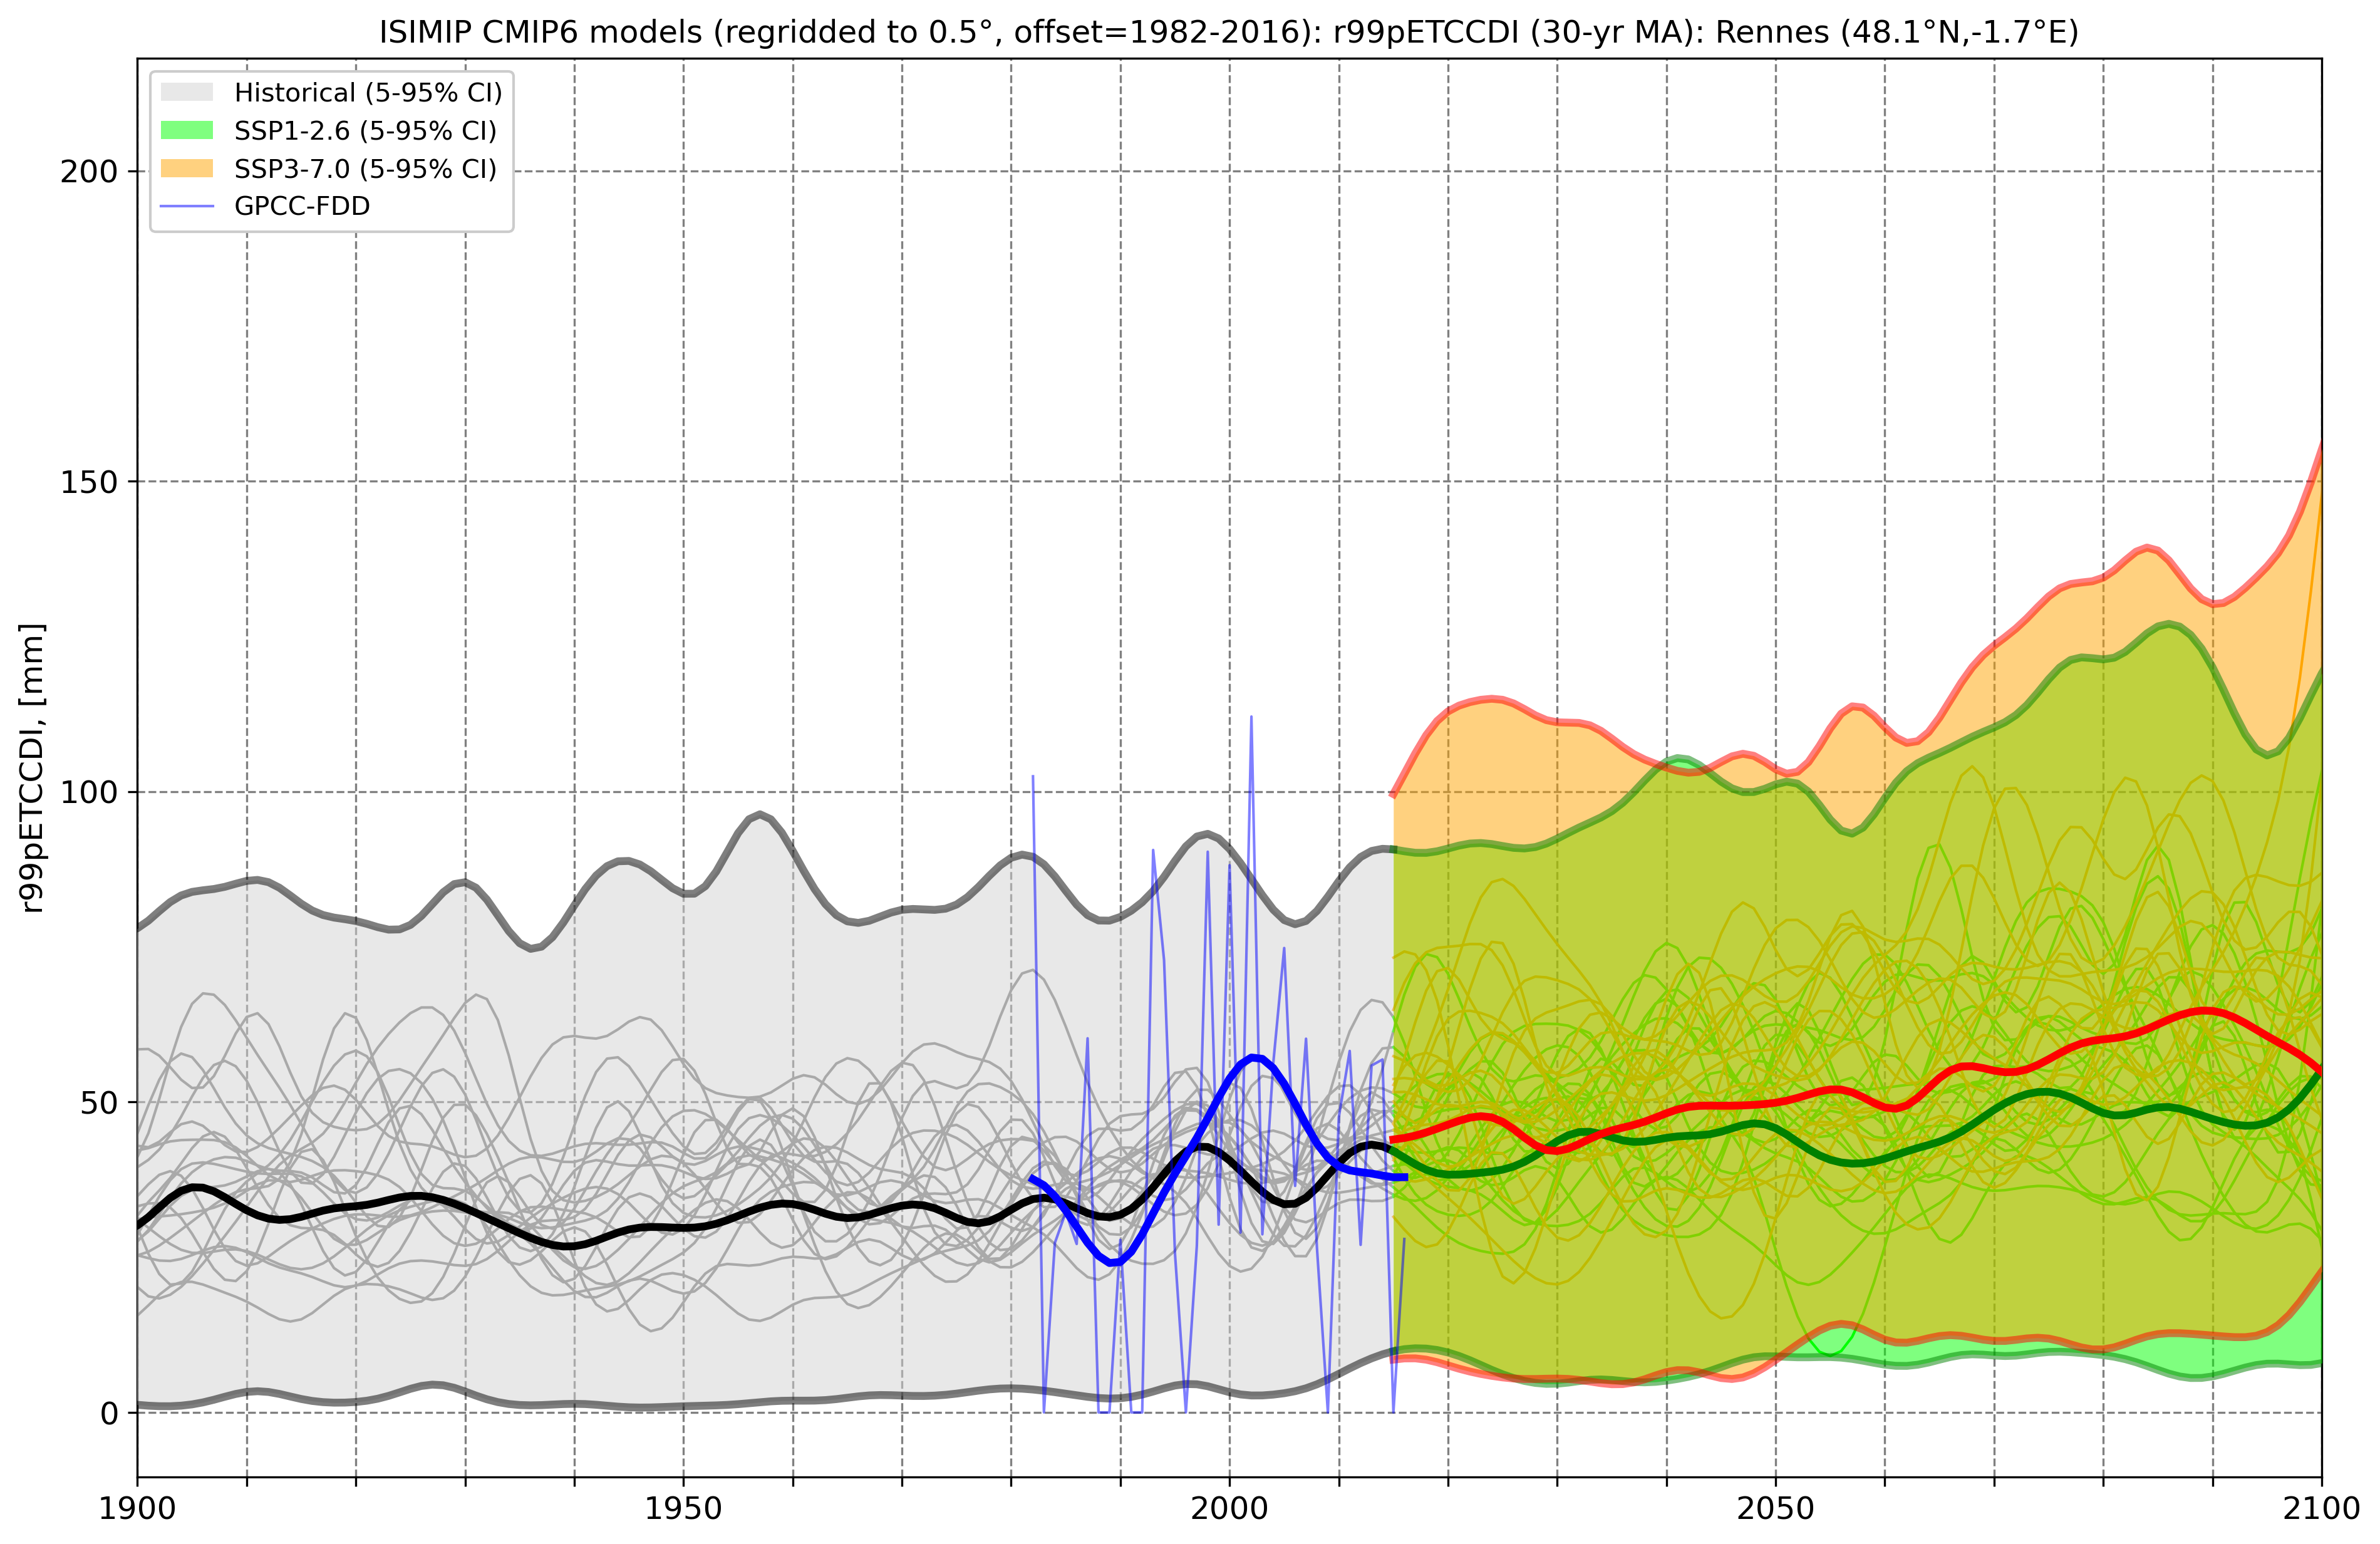 ISIMIP CMIP6 models (regridded to 0.5°, offset=1982-2016): r99pETCCDI (30-yr MA): Rennes (48.1°N,-1.7°E)
Historical (5-95% CI)
SSP1-2.6 (5-95% CI)
SSP3-7.0 (5-95% CI)
GPCC-FDD
r99pETCCDI, [mm]
200
150
100
50
0
1900
1950
2000
2050
2100